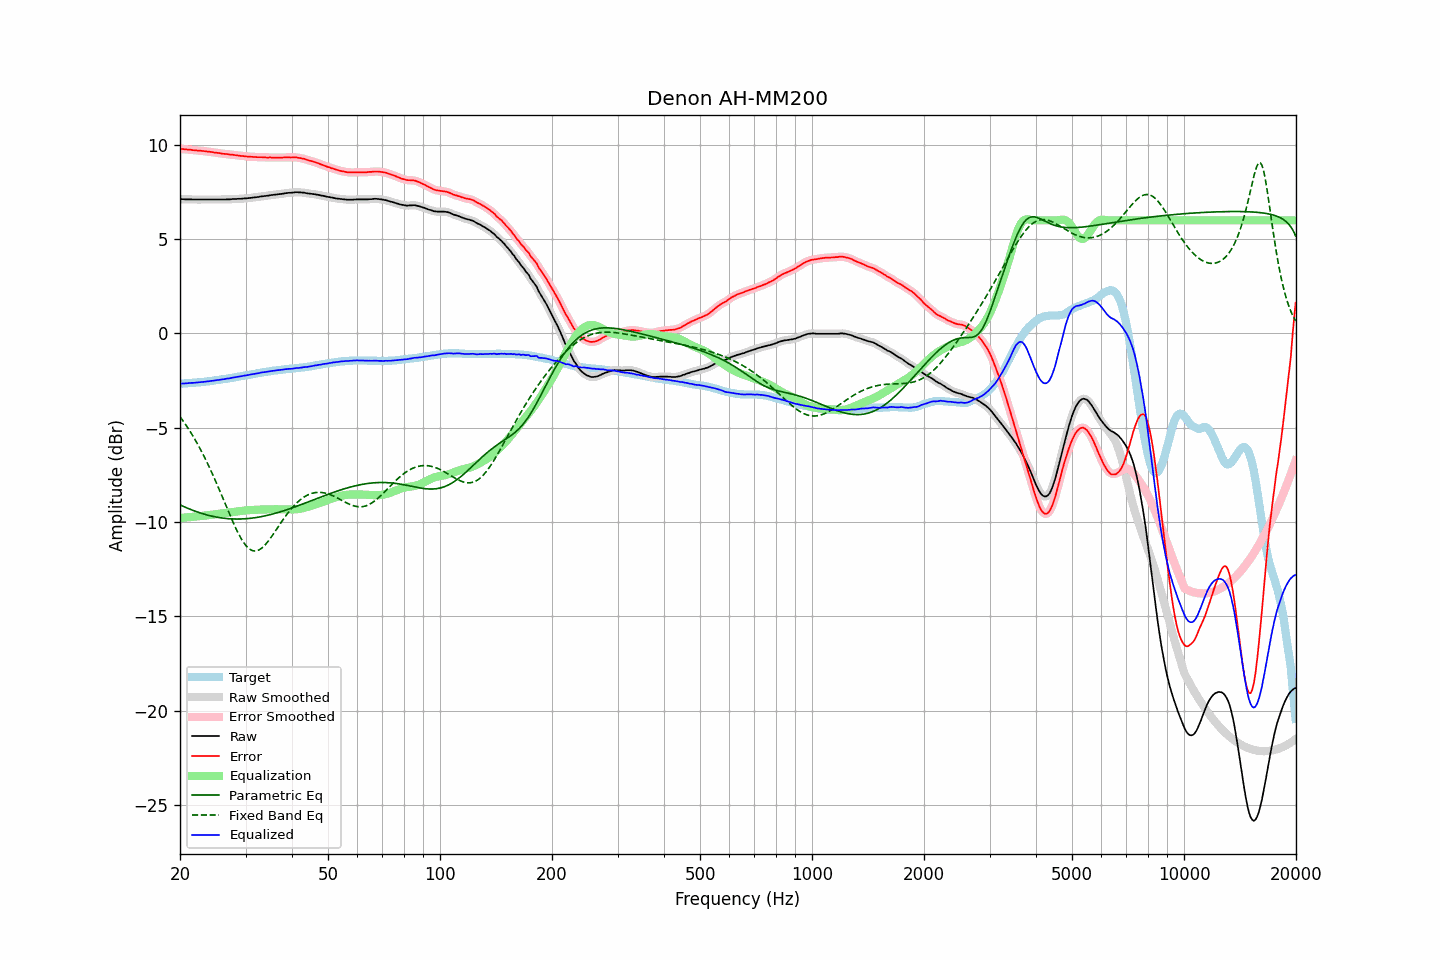 Denon AH-MM200
Amplitude (dBr)
10
5
0
−5
−10
−15
−20
−25
Target
Raw Smoothed
Error Smoothed
Raw
Error
Equalization
Parametric Eq
Fixed Band Eq
Equalized
20 50 100 200 500 1000 2000 5000 10000 20000
Frequency (Hz)